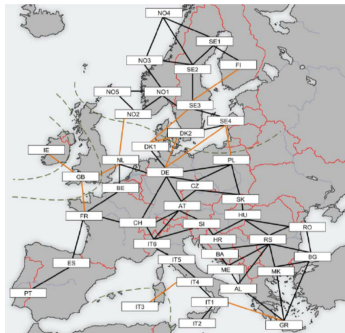 NO4
SE1
FI
NO3
SE2
NO5
NO1
SE3
NO2
DK2
SE4
IE
DK1
NL
PL
GB
DE
BE
CZ
SK
FR
AT
HU
CH
SI
RO
IT6
HR
RS
ES
BA
BG
IT5
ME
MK
PT
IT4
AL
IT3
IT1
IT2
GR